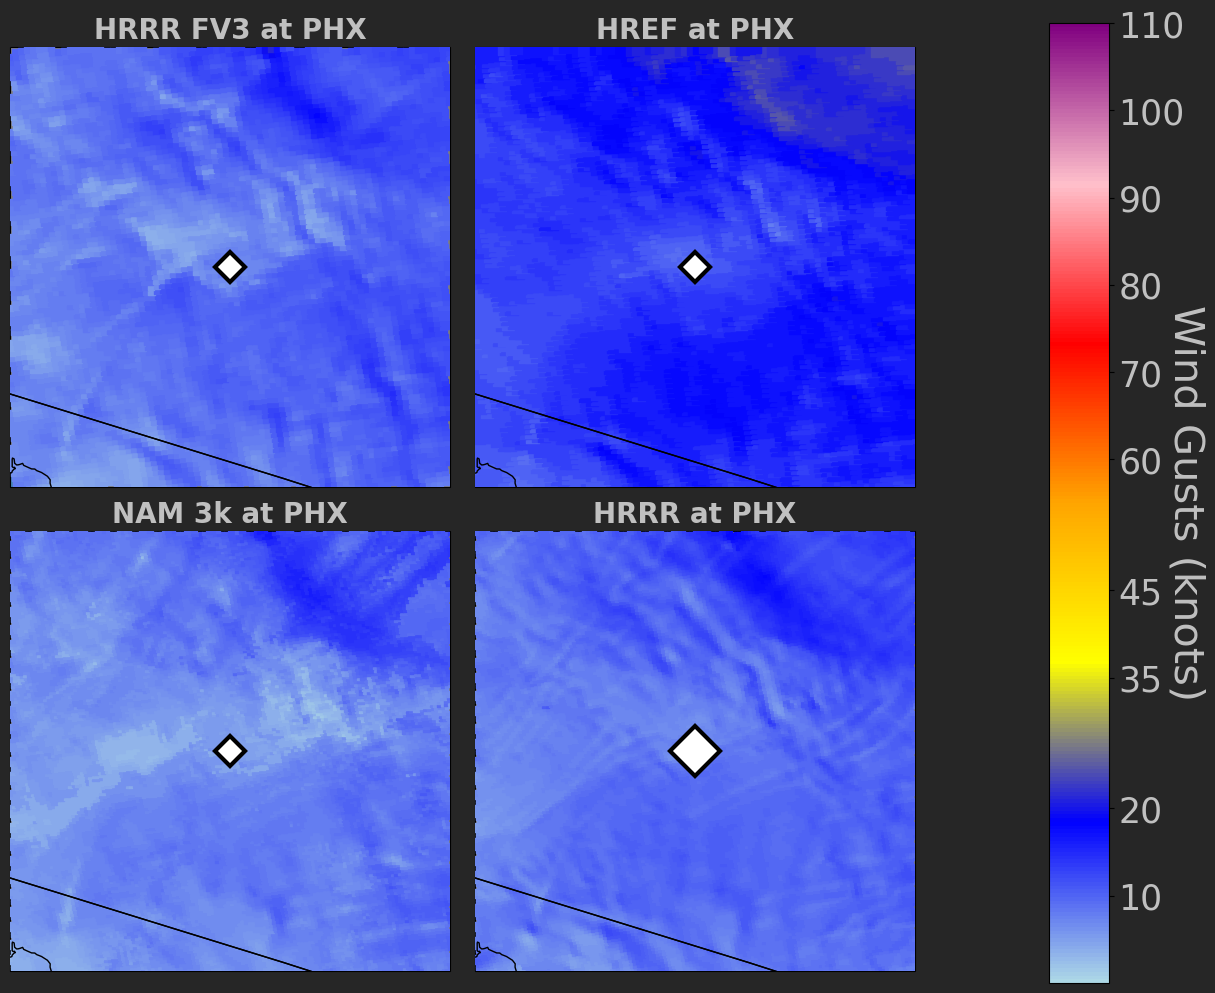 HRRR FV3 at PHX
HREF at PHX
NAM 3k at PHX
HRRR at PHX
110
100
90
80
70
60
45
35
20
10
Wind Gusts (knots)